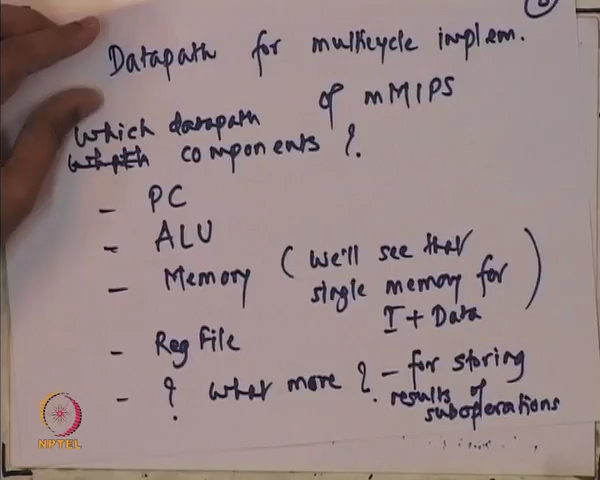 Datapath for multicycle implem.
of mMIPS
Which datapath
components ?
- PC
- ALU
- Memory (we'll see that
single memory for
I + Data)
- Reg File
- ? what more ? - for storing
results of
suboperations
NPTEL